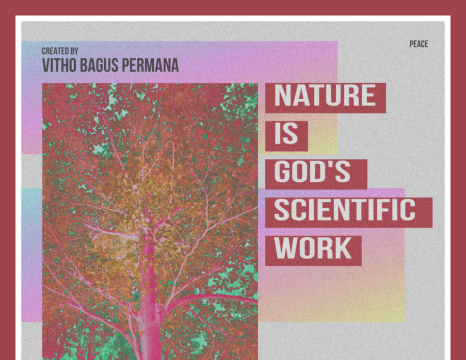 CREATED BY
VITHO BAGUS PERMANA
PEACE
NATURE
IS
GOD'S
SCIENTIFIC
WORK